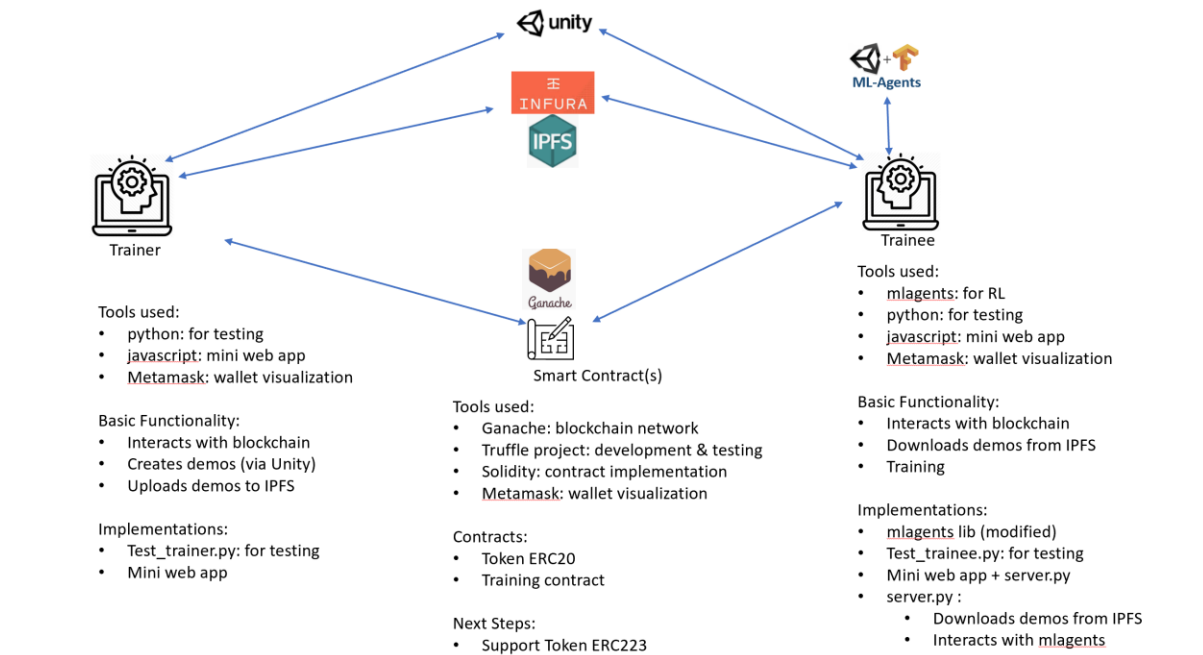 unity
INFURA
IPFS
+
ML-Agents
Trainer
Trainee
Ganache
Smart Contract(s)
Tools used:
• python: for testing
• javascript: mini web app
• Metamask: wallet visualization
Basic Functionality:
• Interacts with blockchain
• Creates demos (via Unity)
• Uploads demos to IPFS
Implementations:
• Test_trainer.py: for testing
• Mini web app
Tools used:
• Ganache: blockchain network
• Truffle project: development & testing
• Solidity: contract implementation
• Metamask: wallet visualization
Contracts:
• Token ERC20
• Training contract
Next Steps:
• Support Token ERC223
Tools used:
• mlagents: for RL
• python: for testing
• javascript: mini web app
• Metamask: wallet visualization
Basic Functionality:
• Interacts with blockchain
• Downloads demos from IPFS
• Training
Implementations:
• mlagents lib (modified)
• Test_trainee.py: for testing
• Mini web app + server.py
• server.py :
• Downloads demos from IPFS
• Interacts with mlagents